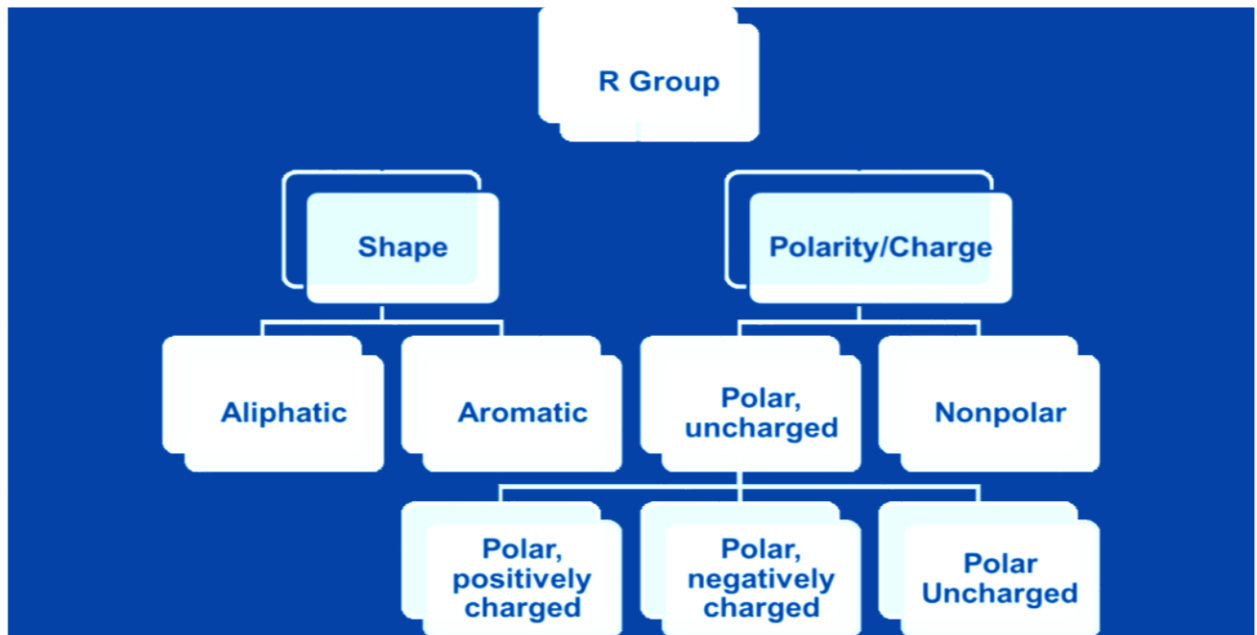 R Group
Shape
Polarity/Charge
Aliphatic
Aromatic
Polar,
uncharged
Nonpolar
Polar,
positively
charged
Polar,
negatively
charged
Polar
Uncharged